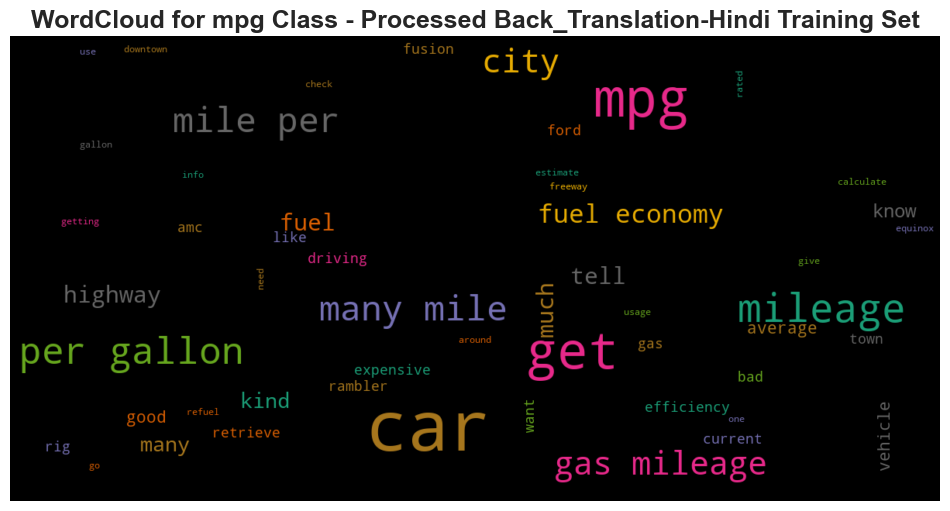 WordCloud for mpg Class - Processed Back_Translation-Hindi Training Set
use
downtown
fusion
city
check
mpg
rated
mile per
ford
gallon
info
estimate
freeway
calculate
getting
amc
fuel
like
fuel economy
know
equinox
driving
need
give
tell
highway
many mile
much
mileage
usage
average
per gallon
around
get
gas
town
expensive
rambler
bad
kind
good
refuel
retrieve
car
want
efficiency
one
vehicle
rig
many
current
go
gas mileage